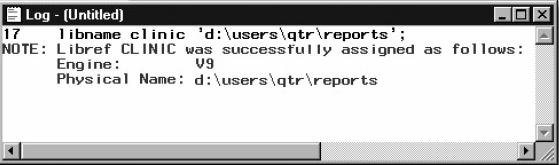 Log - (Untitled)
17 libname clinic 'd:\users\qtr\reports';
NOTE: Libref CLINIC was successfully assigned as follows:
Engine: V9
Physical Name: d:\users\qtr\reports